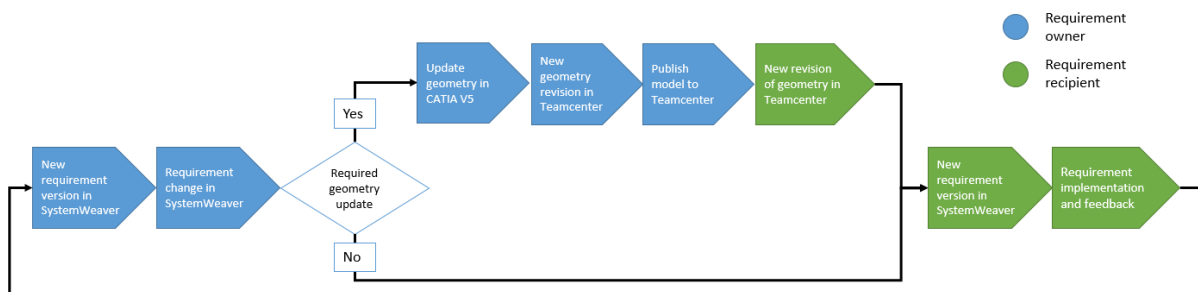 Requirement
owner
Requirement
recipient
Update
geometry in
CATIA V5
New
geometry
revision in
Teamcenter
Publish
model to
Teamcenter
New revision
of geometry in
Teamcenter
Yes
New
requirement
version in
SystemWeaver
Requirement
change in
SystemWeaver
Required
geometry
update
No
New
requirement
version in
SystemWeaver
Requirement
implementation
and feedback